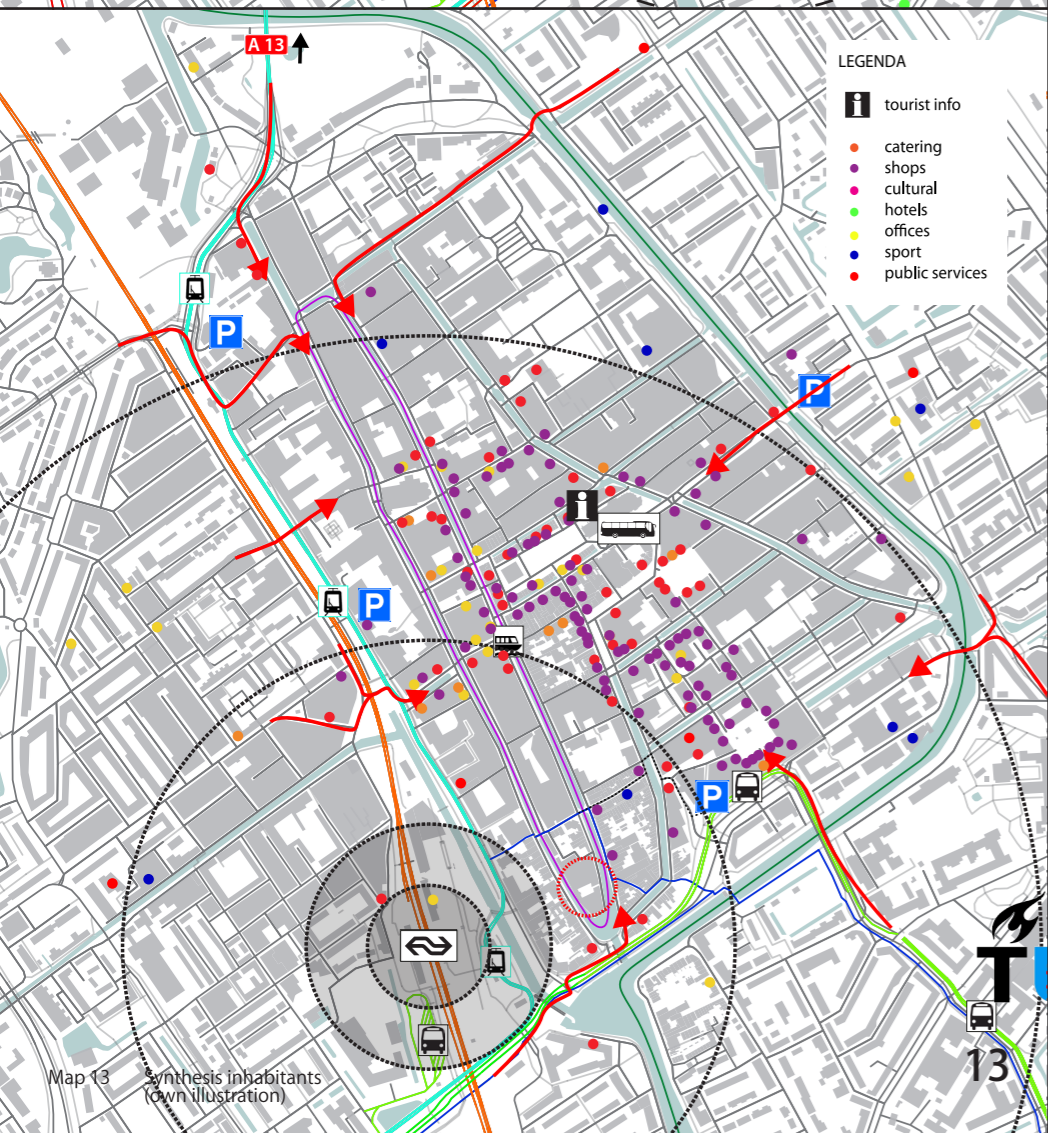 A 13
LEGENDA
i tourist info
catering
shops
cultural
hotels
offices
sport
public services
P
P
i
P
P
TU
13
Map 13 Synthesis inhabitants
(own illustration)